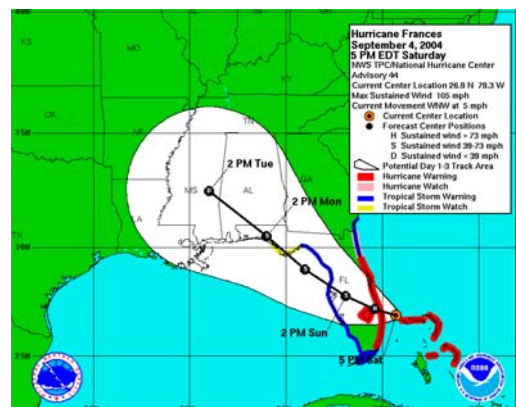 Hurricane Frances
September 4, 2004
5 PM EDT Saturday
NWS TPC/National Hurricane Center
Advisory 44
Current Center Location 26.9 N 79.3 W
Max Sustained Wind 105 mph
Current Movement WNW at 5 mph
Current Center Location
Forecast Center Positions
H Sustained wind > 73 mph
S Sustained wind 39-73 mph
D Sustained wind < 39 mph
Potential Day 1-3 Track Area
Hurricane Warning
Hurricane Watch
Tropical Storm Warning
Tropical Storm Watch
KS
MO
KY
OK
AR
TN
35N
2 PM Tue
MS
AL
GA
2 PM Mon
LA
TX
30N
FL
2 PM Sun
5 PM Sat
25N
NOAA